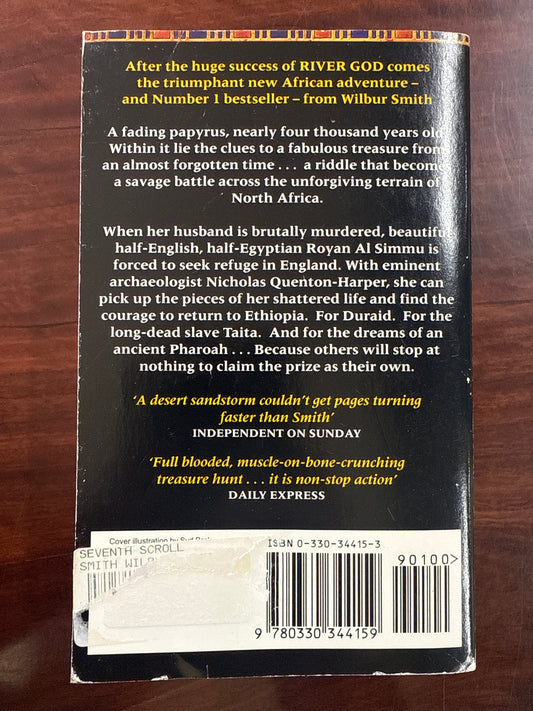 After the huge success of RIVER GOD comes
the triumphant new African adventure –
and Number 1 bestseller – from Wilbur Smith
A fading papyrus, nearly four thousand years old
Within it lie the clues to a fabulous treasure from
an almost forgotten time . . . a riddle that becomes
a savage battle across the unforgiving terrain of
North Africa.
When her husband is brutally murdered, beautiful
half-English, half-Egyptian Royan Al Simmu is
forced to seek refuge in England. With eminent
archaeologist Nicholas Quenton-Harper, she can
pick up the pieces of her shattered life and find the
courage to return to Ethiopia. For Duraid. For the
long-dead slave Taita. And for the dreams of an
ancient Pharoah . . . Because others will stop at
nothing to claim the prize as their own.
‘A desert sandstorm couldn’t get pages turning
faster than Smith’
INDEPENDENT ON SUNDAY
‘Full blooded, muscle-on-bone-crunching
treasure hunt . . . it is non-stop action’
DAILY EXPRESS
Cover illustration by
SEVENTH SCROLL
SMITH
ISBN 0-330-34415-3
90100>
9 780330 344159